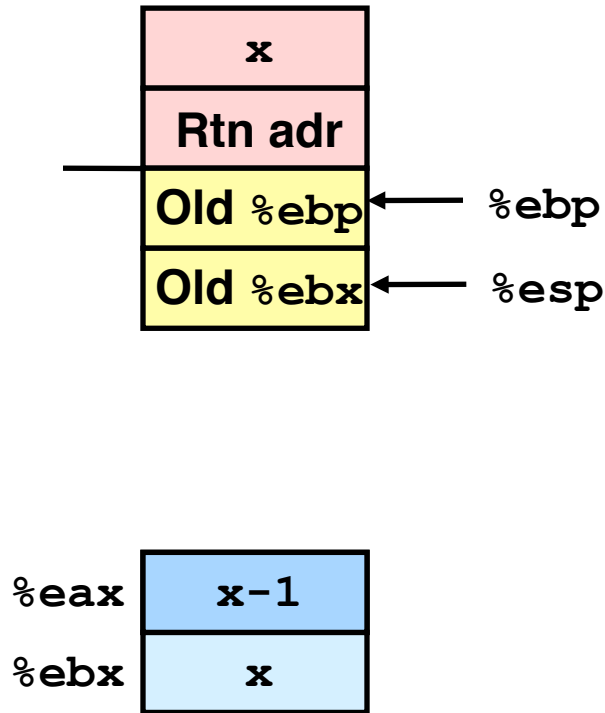 x
Rtn adr
Old %ebp %ebp
Old %ebx %esp
%eax x-1
%ebx x